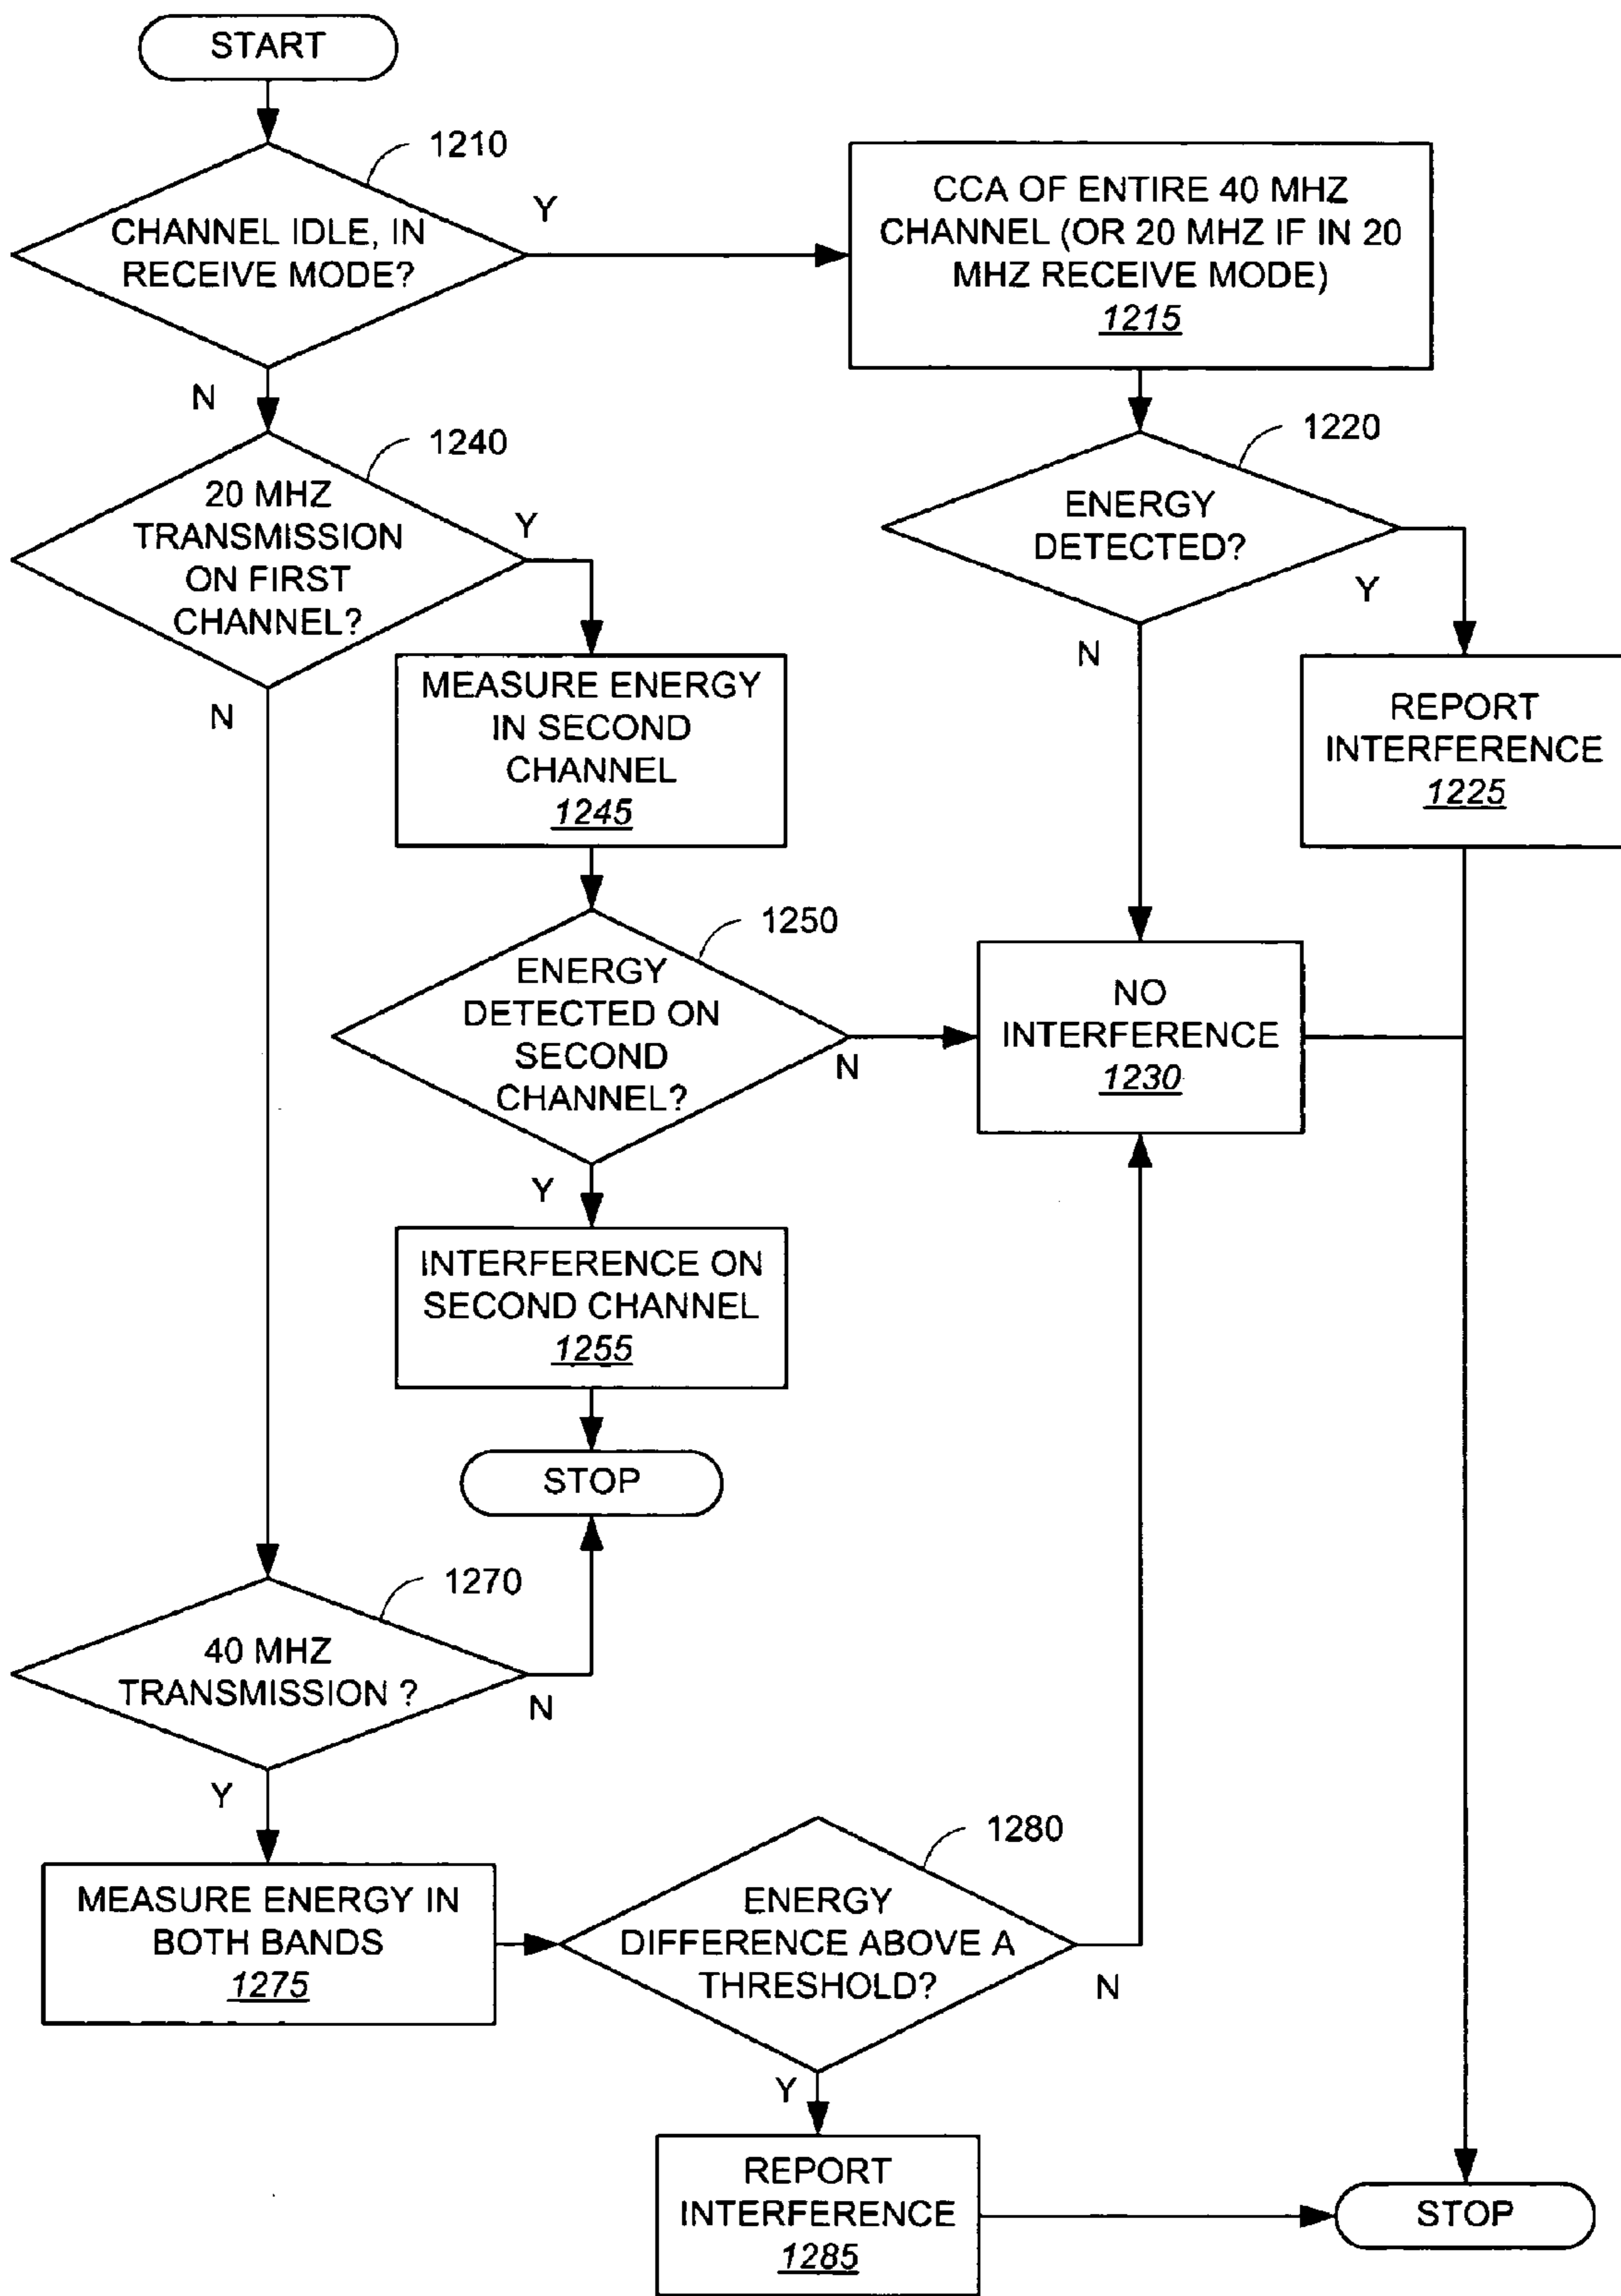 START
1210
CHANNEL IDLE, IN
RECEIVE MODE?
Y
N
CCA OF ENTIRE 40 MHZ
CHANNEL (OR 20 MHZ IF IN 20
MHZ RECEIVE MODE)
1215
1240
20 MHZ
TRANSMISSION
ON FIRST
CHANNEL?
Y
N
1220
ENERGY
DETECTED?
Y
N
MEASURE ENERGY
IN SECOND
CHANNEL
1245
REPORT
INTERFERENCE
1225
1250
ENERGY
DETECTED ON
SECOND
CHANNEL?
N
Y
NO
INTERFERENCE
1230
INTERFERENCE ON
SECOND CHANNEL
1255
STOP
1270
40 MHZ
TRANSMISSION ?
N
Y
MEASURE ENERGY IN
BOTH BANDS
1275
1280
ENERGY
DIFFERENCE ABOVE A
THRESHOLD?
N
Y
REPORT
INTERFERENCE
1285
STOP